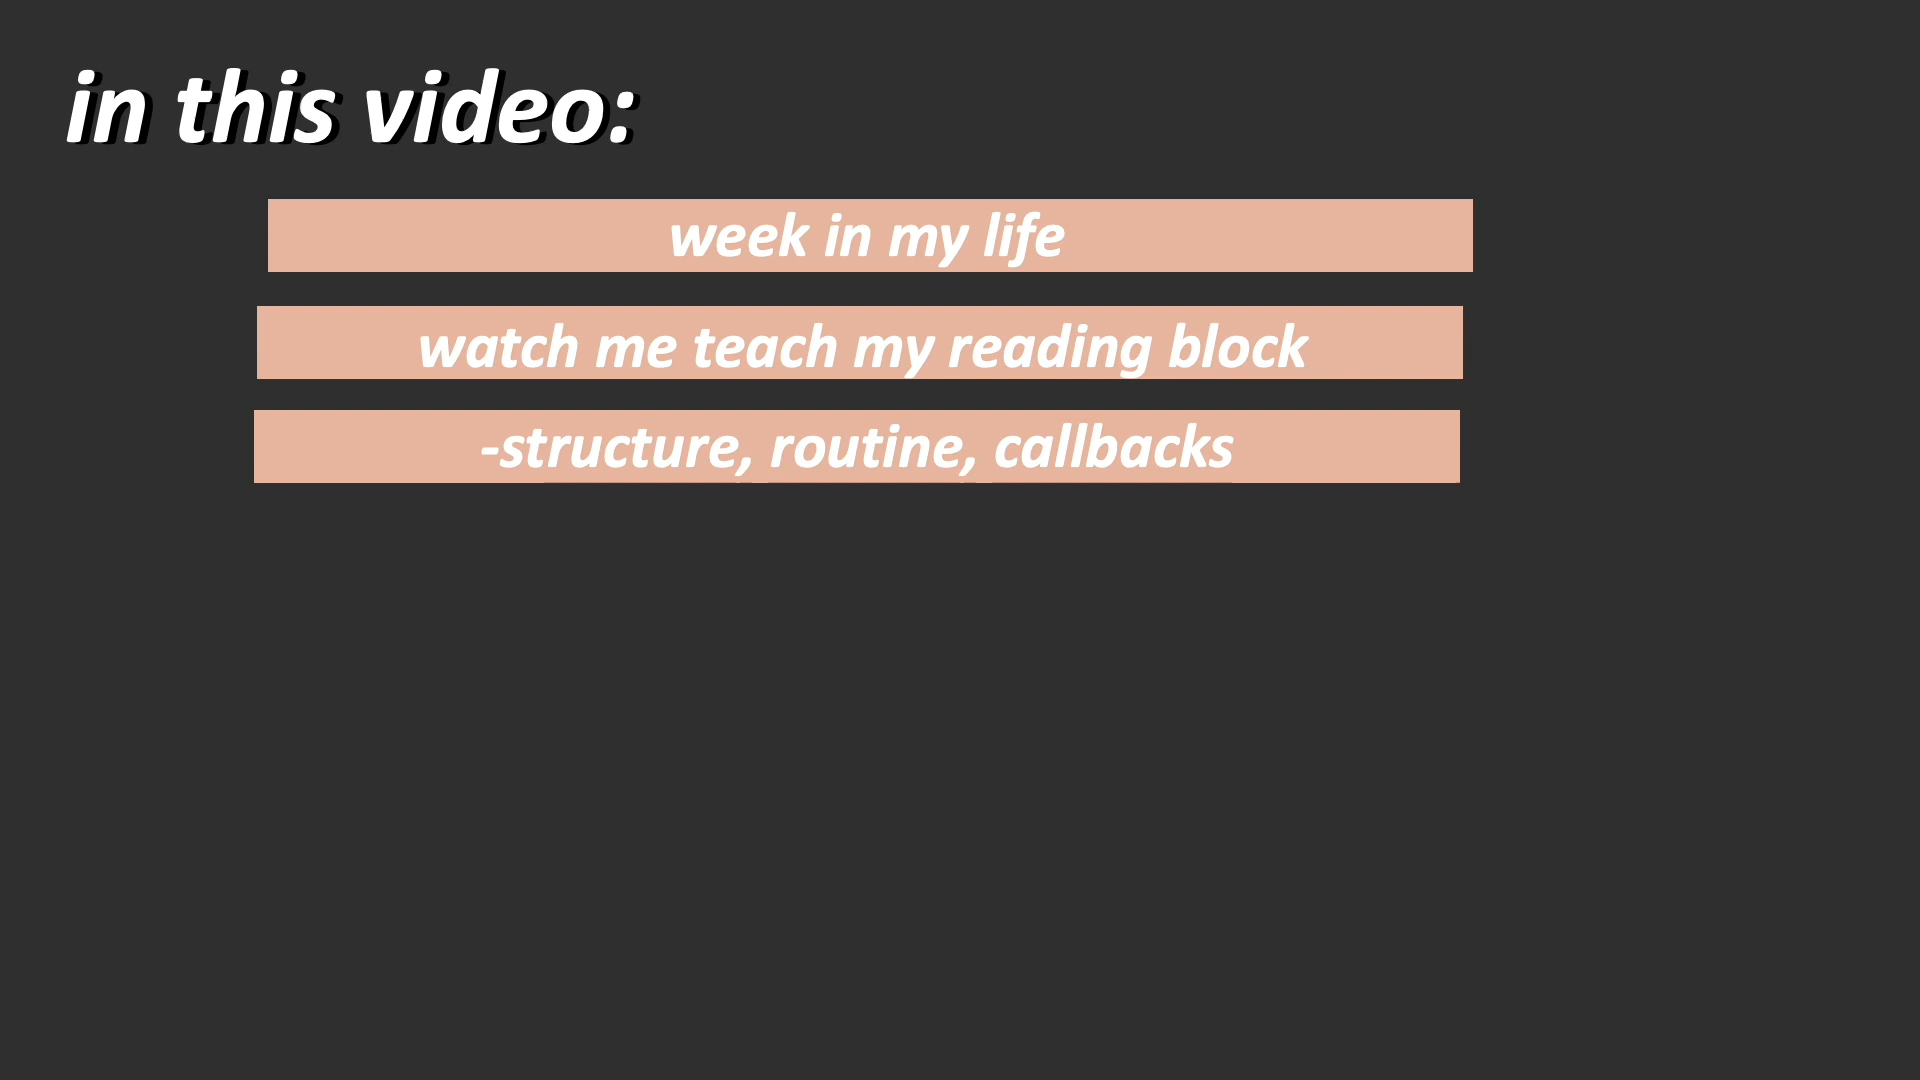 in this video:
week in my life
watch me teach my reading block
-structure, routine, callbacks